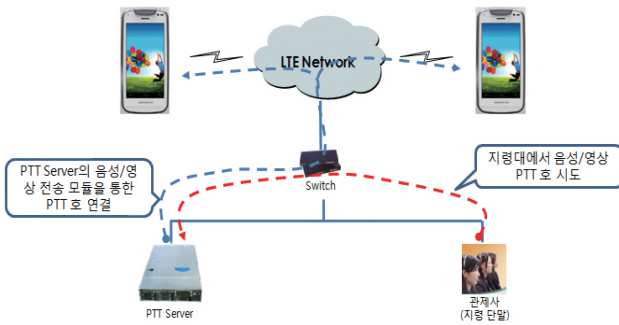 LTE Network
PTT Server의 음성/영
상 전송 모듈을 통한
PTT 호 연결
지령대에서 음성/영상
PTT 호 시도
Switch
PTT Server
관제사
(지령 단말)